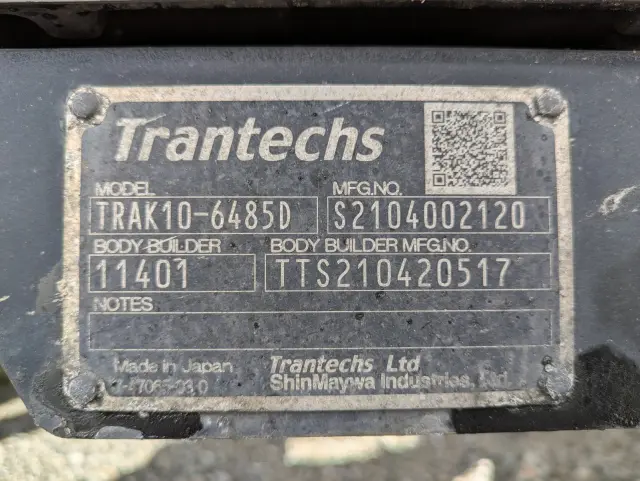 Trantechs
MODEL MFG.NO.
TRAK10-6485D S2104002120
BODY BUILDER BODY BUILDER MFG.NO.
11401 TTS210420517
NOTES
Made in Japan Trantechs Ltd
ShinMaywa Industries, Ltd.